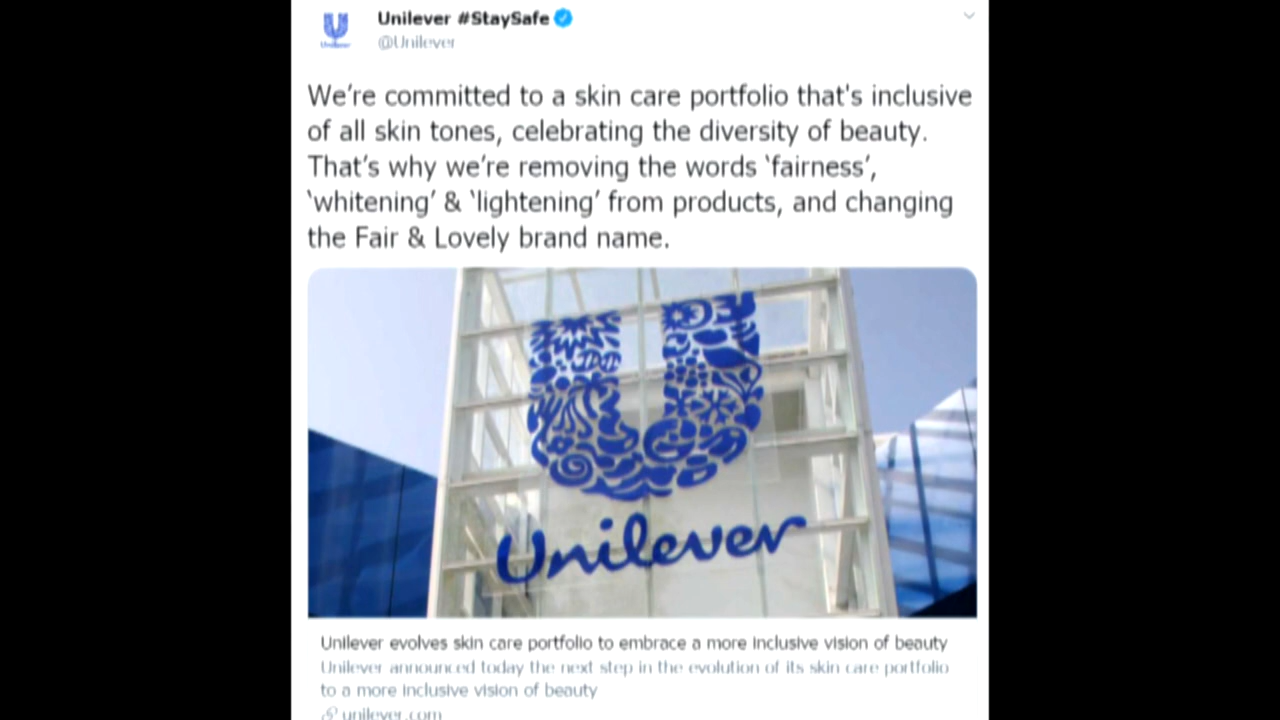 Unilever #StaySafe
Unilever
@Unilever
We're committed to a skin care portfolio that's inclusive
of all skin tones, celebrating the diversity of beauty.
That's why we're removing the words ‘fairness’,
‘whitening’ & ‘lightening’ from products, and changing
the Fair & Lovely brand name.
Unilever
Unilever evolves skin care portfolio to embrace a more inclusive vision of beauty
Unilever announced today the next step in the evolution of its skin care portfolio
to a more inclusive vision of beauty
unilever.com